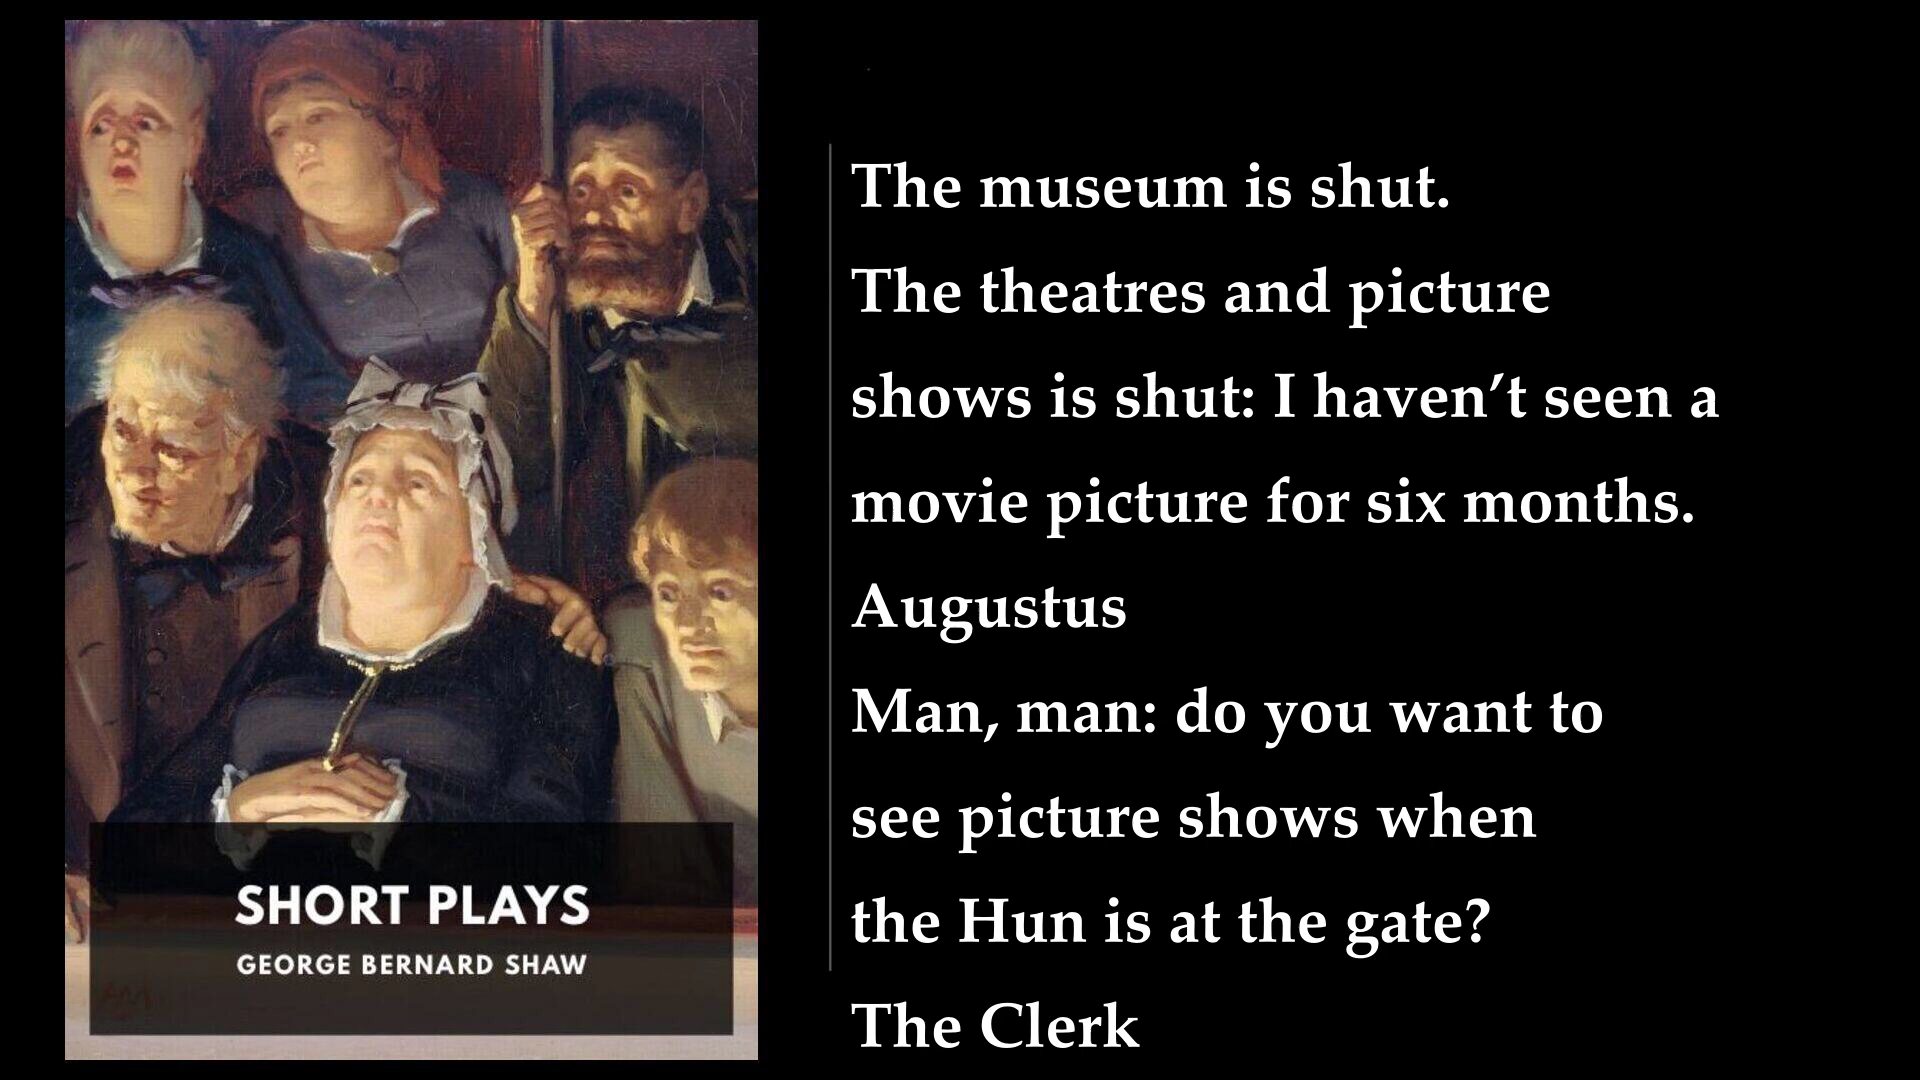 SHORT PLAYS
GEORGE BERNARD SHAW
The museum is shut.
The theatres and picture
shows is shut: I haven’t seen a
movie picture for six months.
Augustus
Man, man: do you want to
see picture shows when
the Hun is at the gate?
The Clerk